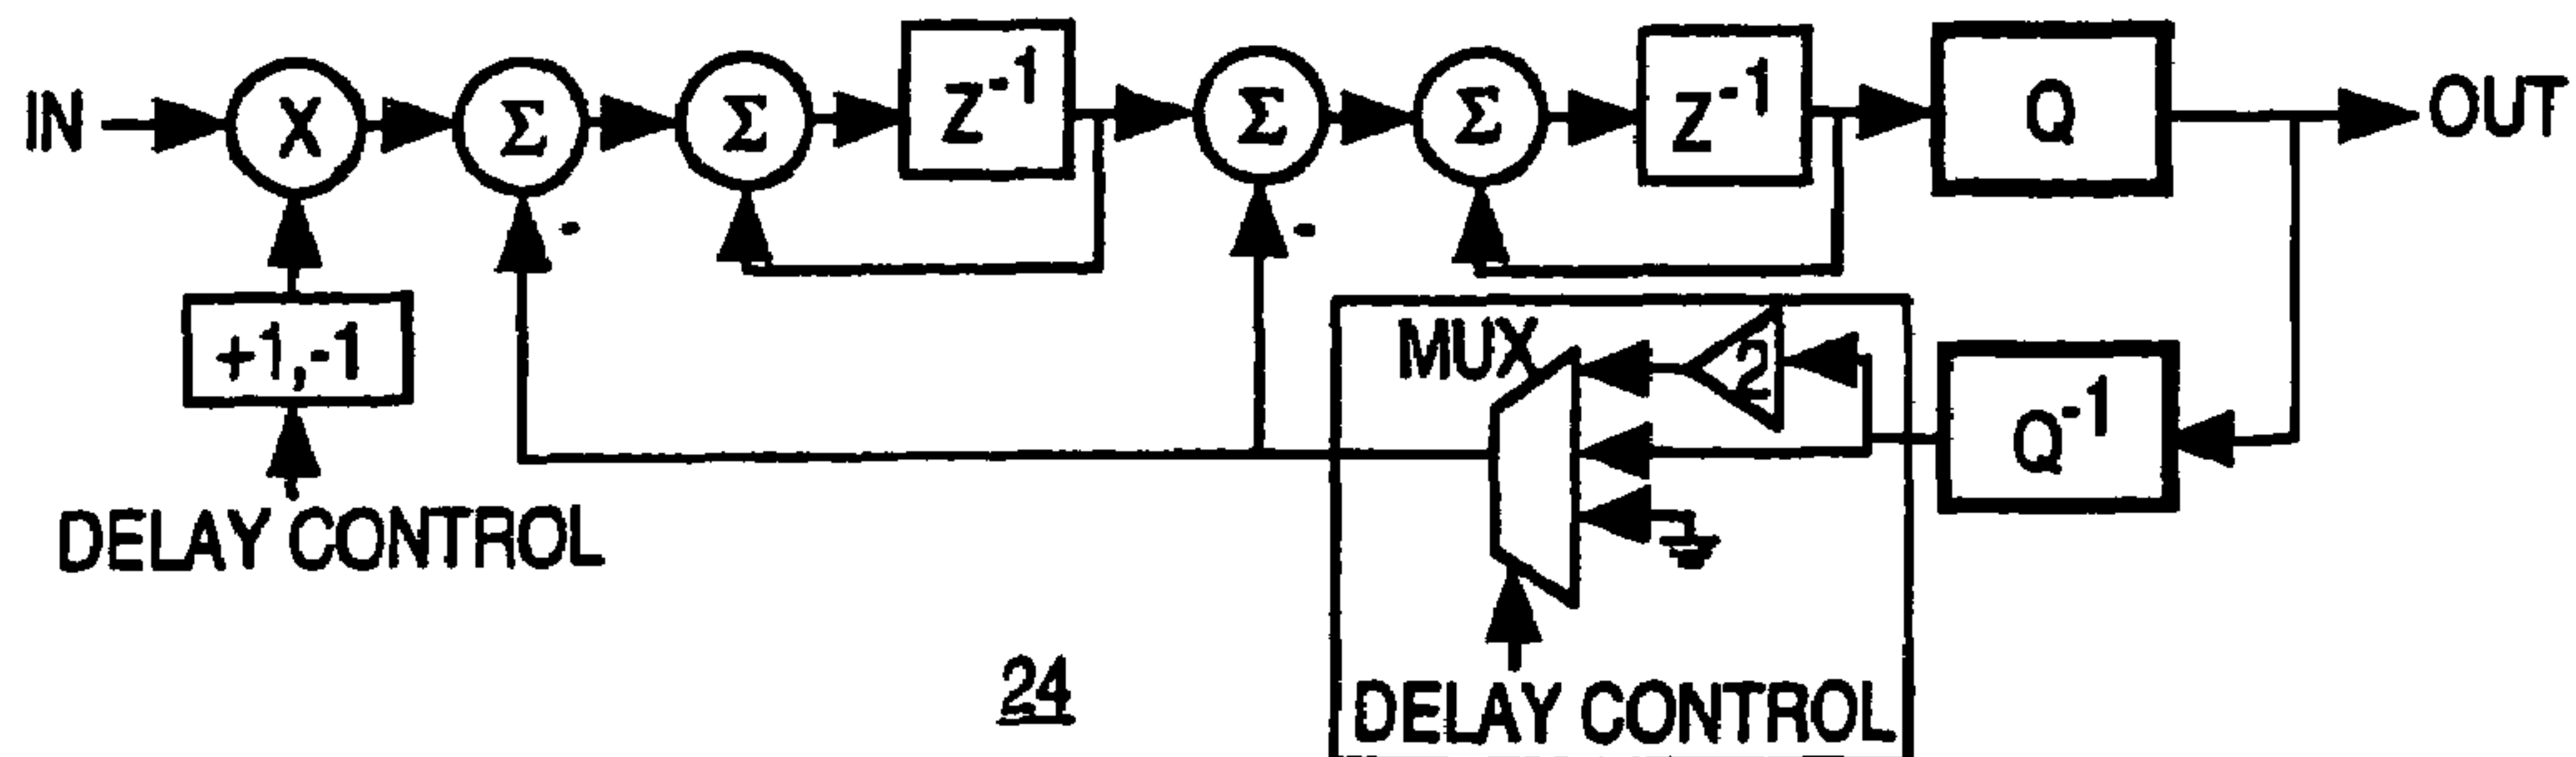 IN
X
Σ
Σ
Z⁻¹
Σ
Σ
Z⁻¹
Q
OUT
+1,-1
-
-
MUX
2
Q⁻¹
DELAY CONTROL
24
DELAY CONTROL